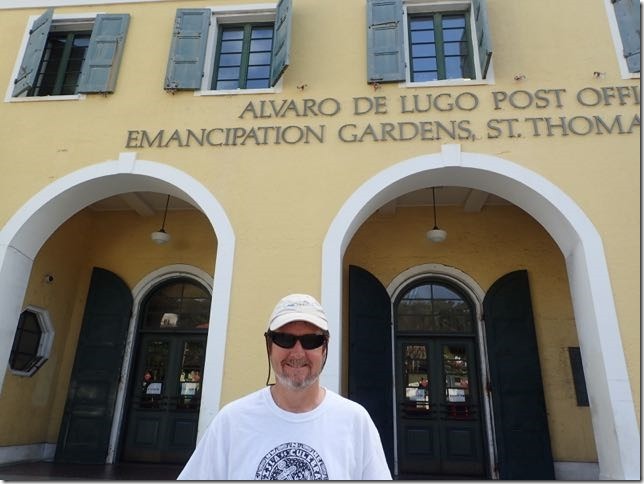 ALVARO DE LUGO POST OFFI
EMANCIPATION GARDENS, ST. THOMA